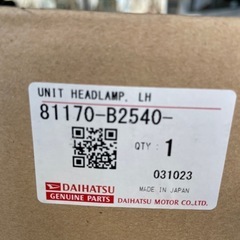 UNIT HEADLAMP, LH
81170-B2540-
QTY : 1
031023
DAIHATSU
GENUINE PARTS
MADE IN JAPAN
DAIHATSU MOTOR CO.,LTD.